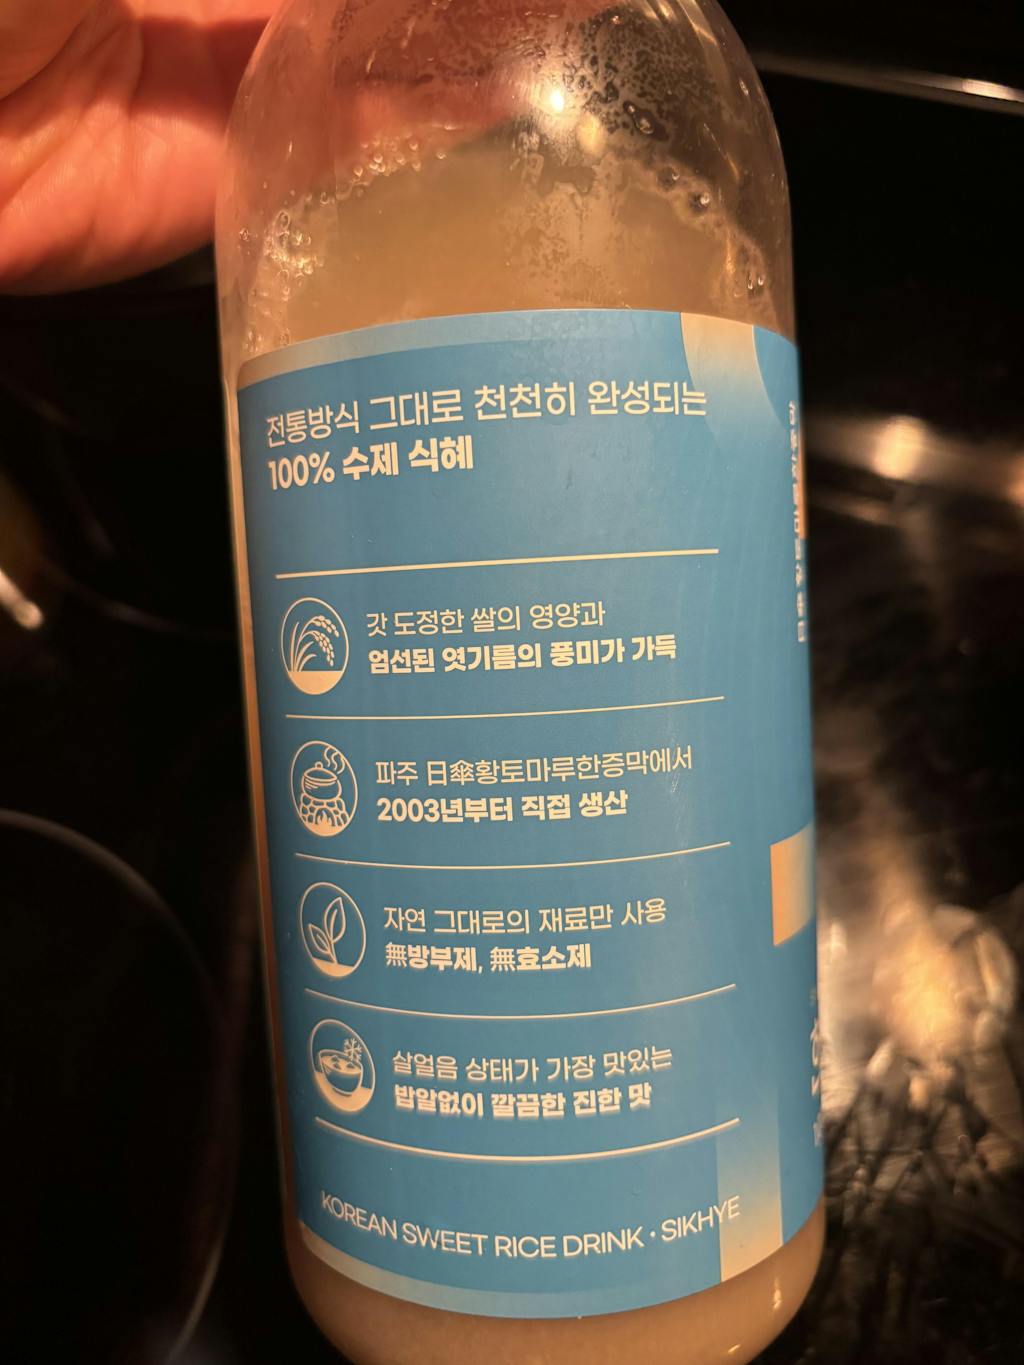 전통방식 그대로 천천히 완성되는
100% 수제 식혜
갓 도정한 쌀의 영양과
엄선된 엿기름의 풍미가 가득
파주 日傘황토마루한증막에서
2003년부터 직접 생산
자연 그대로의 재료만 사용
無방부제, 無효소제
살얼음 상태가 가장 맛있는
밥알없이 깔끔한 진한 맛
KOREAN SWEET RICE DRINK · SIKHYE